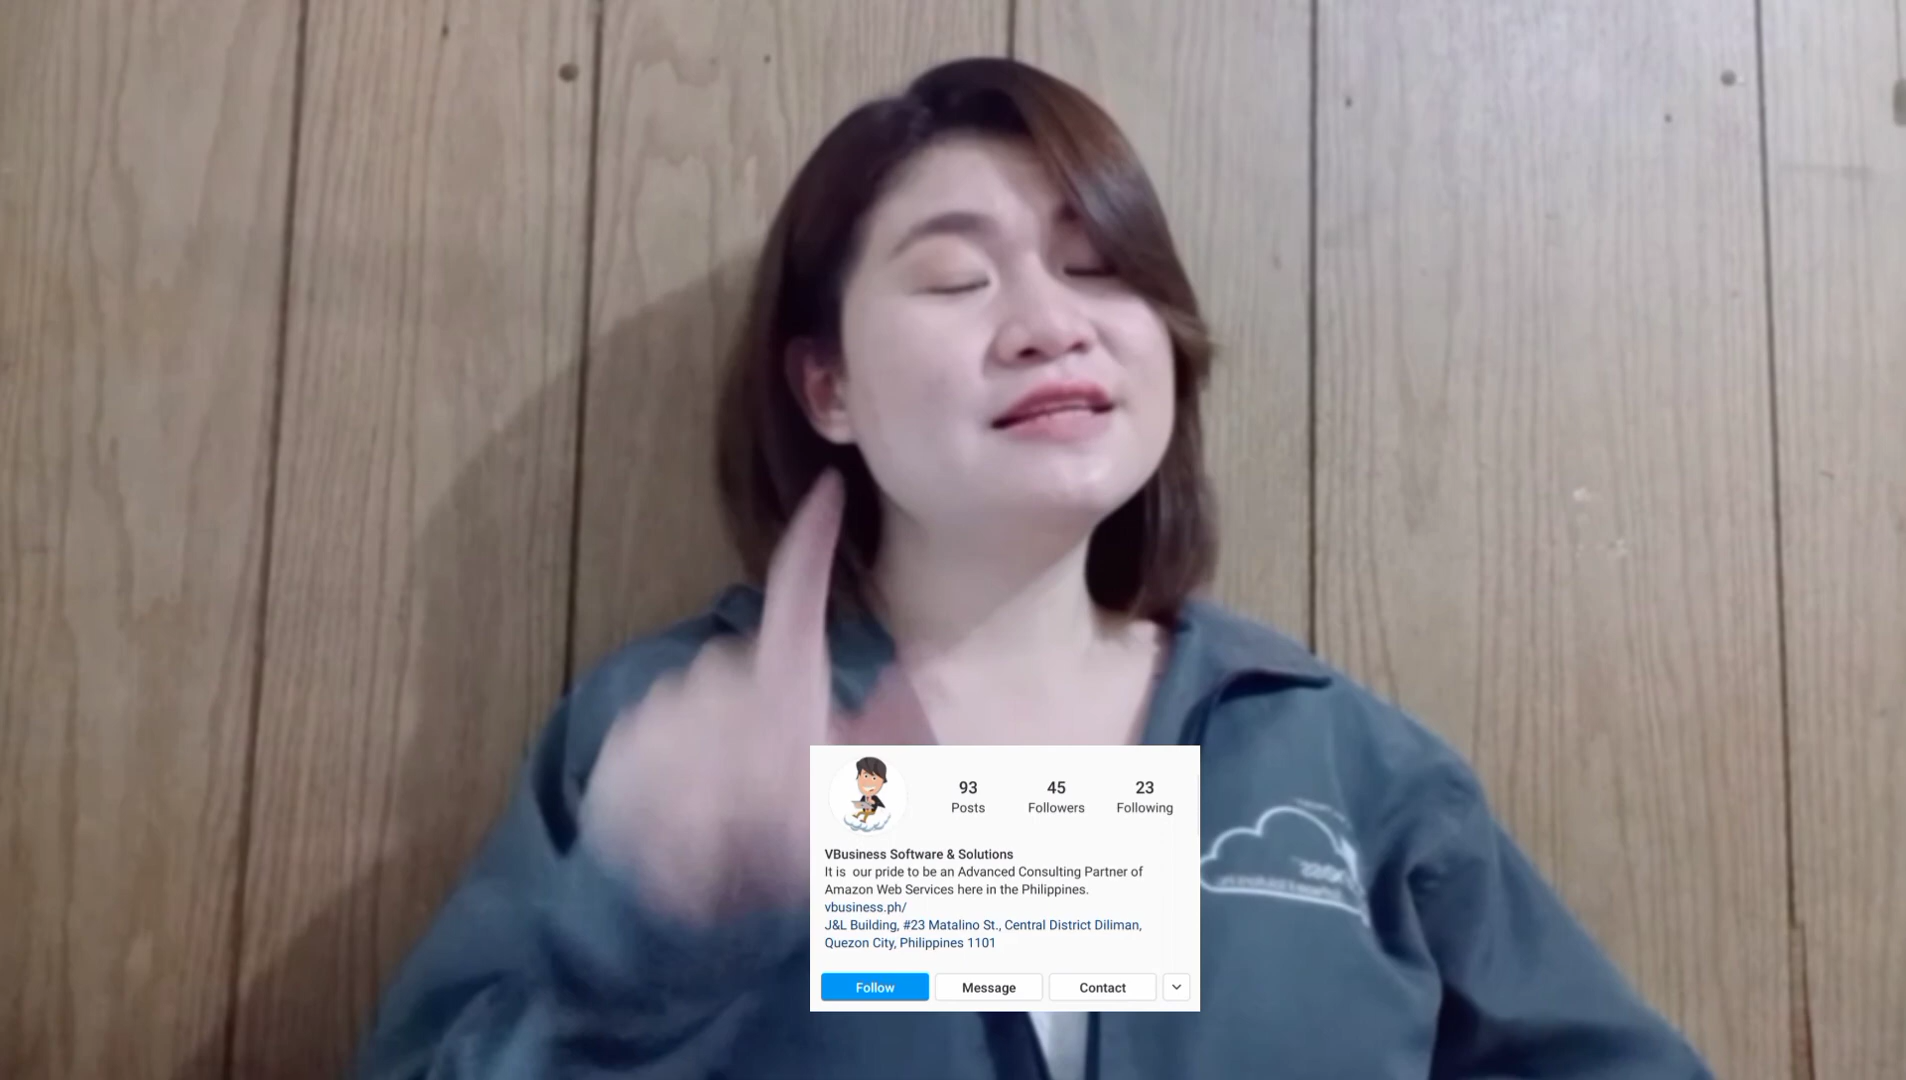 93 45 23
Posts Followers Following
VBusiness Software & Solutions
It is  our pride to be an Advanced Consulting Partner of
Amazon Web Services here in the Philippines.
vbusiness.ph/
J&L Building, #23 Matalino St., Central District Diliman,
Quezon City, Philippines 1101
Follow Message Contact